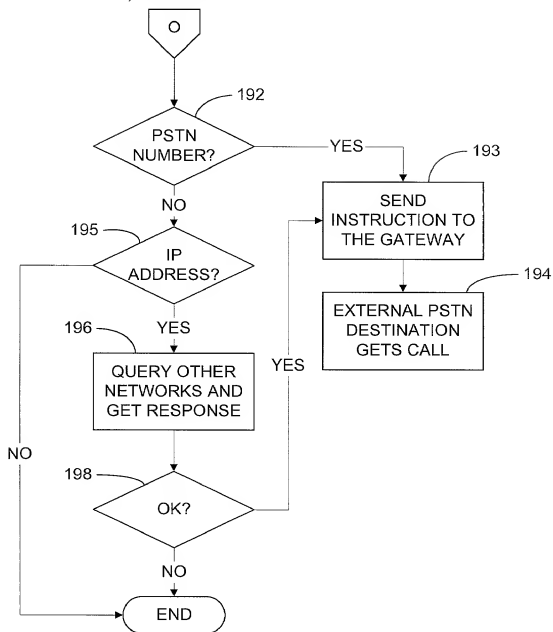 O
192
PSTN
NUMBER?
YES
193
SEND
INSTRUCTION TO
THE GATEWAY
NO
195
IP
ADDRESS?
194
EXTERNAL PSTN
DESTINATION
GETS CALL
YES
196
QUERY OTHER
NETWORKS AND
GET RESPONSE
YES
NO
198
OK?
NO
END